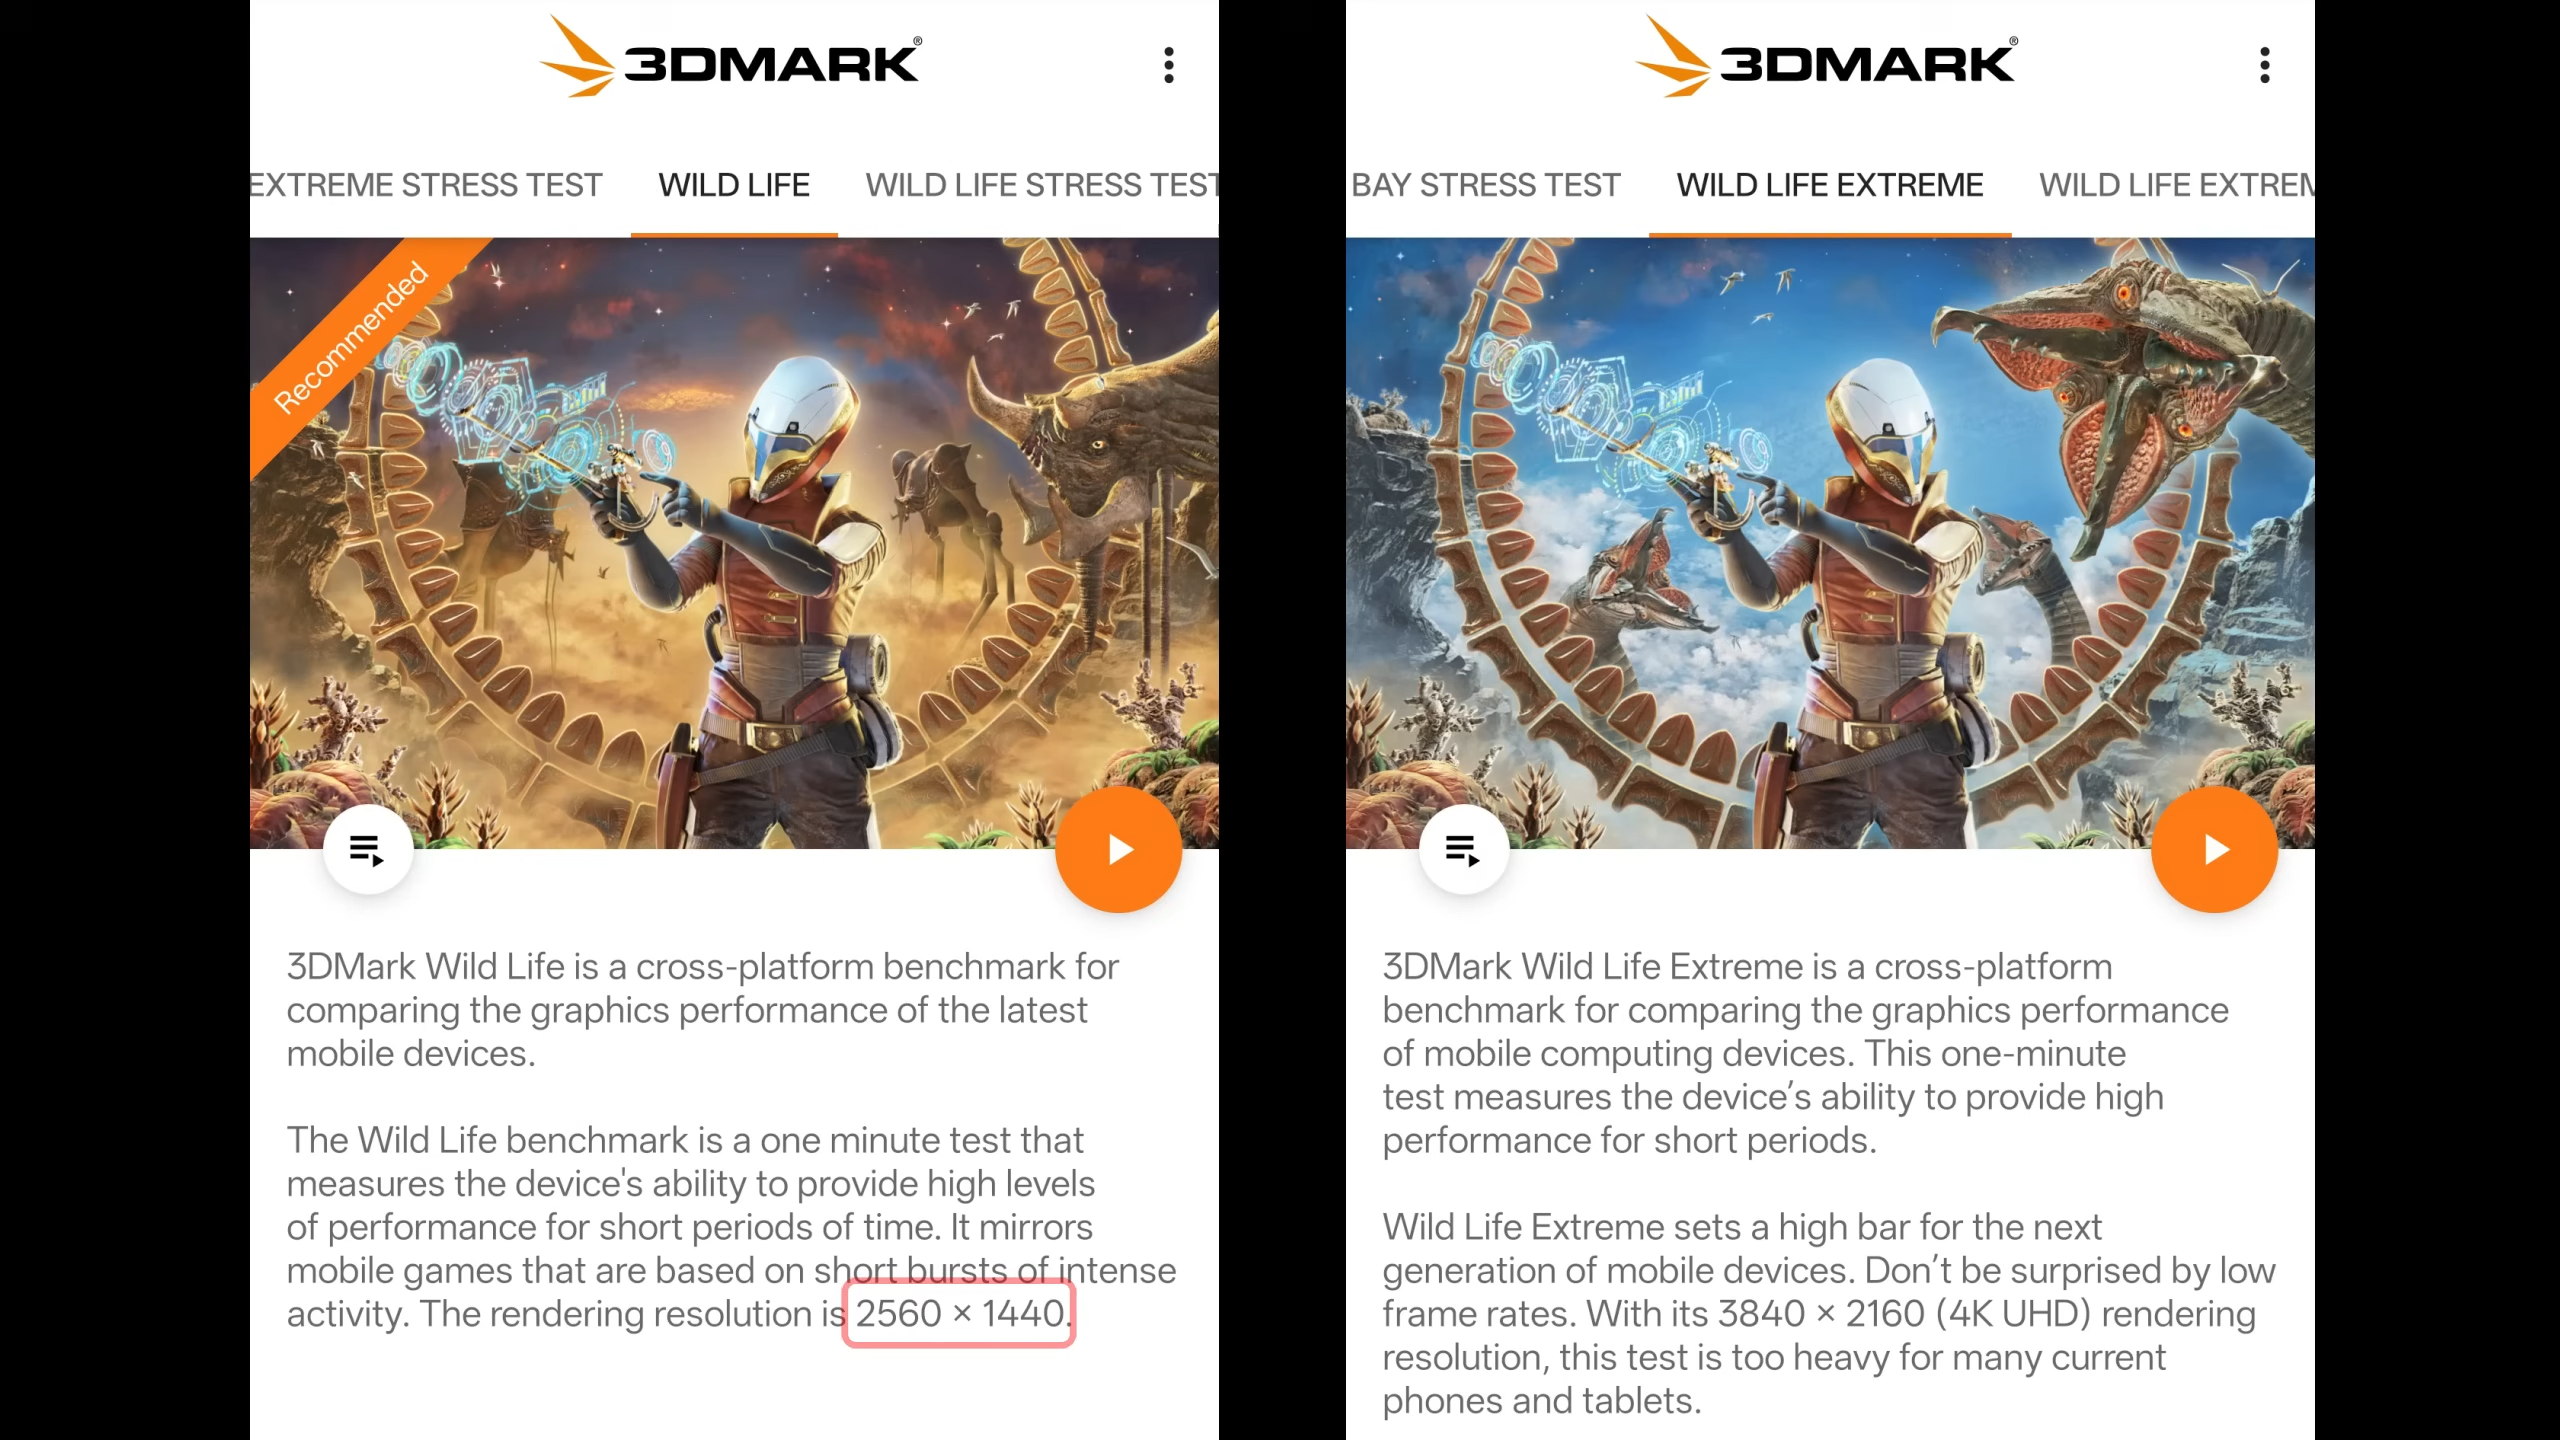 3DMARK®
EXTREME STRESS TEST
WILD LIFE
WILD LIFE STRESS TEST
Recommended
3DMark Wild Life is a cross-platform benchmark for
comparing the graphics performance of the latest
mobile devices.
The Wild Life benchmark is a one minute test that
measures the device's ability to provide high levels
of performance for short periods of time. It mirrors
mobile games that are based on short bursts of intense
activity. The rendering resolution is 2560 × 1440.
3DMARK®
BAY STRESS TEST
WILD LIFE EXTREME
WILD LIFE EXTREM
3DMark Wild Life Extreme is a cross-platform
benchmark for comparing the graphics performance
of mobile computing devices. This one-minute
test measures the device’s ability to provide high
performance for short periods.
Wild Life Extreme sets a high bar for the next
generation of mobile devices. Don’t be surprised by low
frame rates. With its 3840 × 2160 (4K UHD) rendering
resolution, this test is too heavy for many current
phones and tablets.